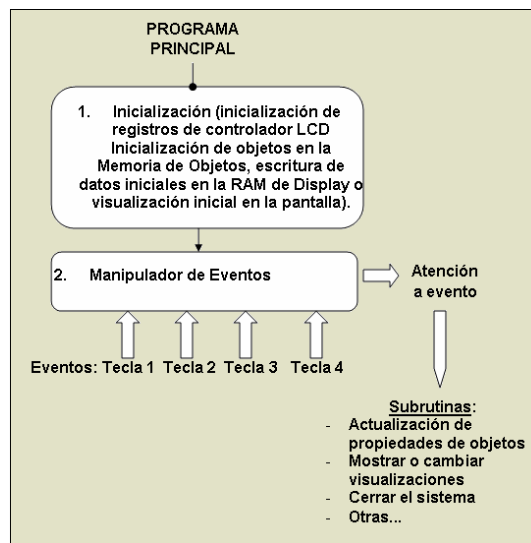 PROGRAMA
PRINCIPAL
1. Inicialización (inicialización de
registros de controlador LCD
Inicialización de objetos en la
Memoria de Objetos, escritura de
datos iniciales en la RAM de Display o
visualización inicial en la pantalla).
2. Manipulador de Eventos
Atención
a evento
Eventos: Tecla 1 Tecla 2 Tecla 3 Tecla 4
Subrutinas:
- Actualización de
propiedades de objetos
- Mostrar o cambiar
visualizaciones
- Cerrar el sistema
- Otras...